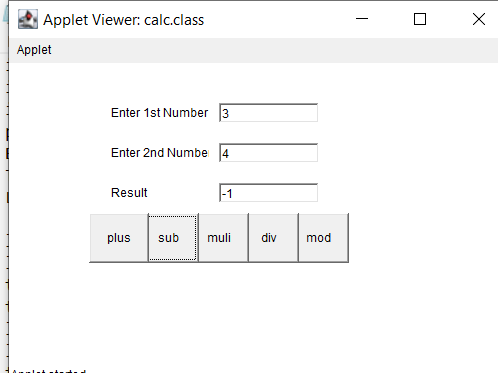 Applet Viewer: calc.class
Applet
Enter 1st Number 3
Enter 2nd Numbe 4
Result -1
plus sub muli div mod
Applet started